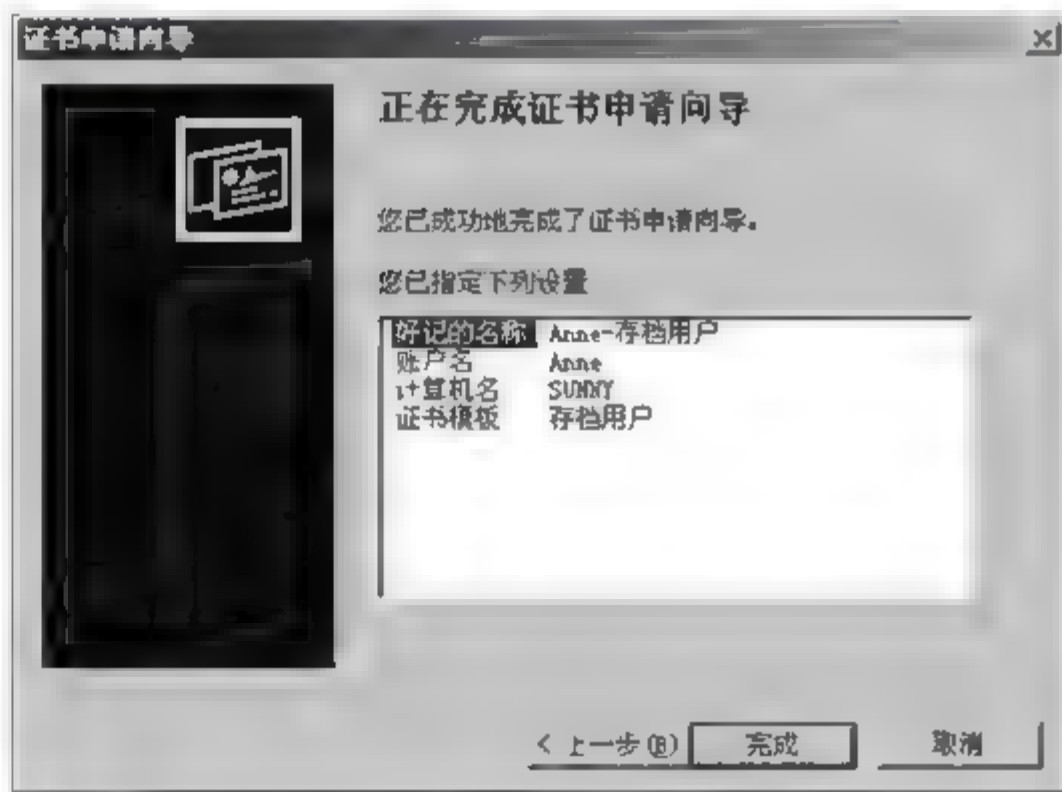 证书申请向导
正在完成证书申请向导
您已成功地完成了证书申请向导。
您已指定下列设置
好记的名称 Anne-存档用户
账户名 Anne
计算机名 SUNNY
证书模板 存档用户
< 上一步(B) 完成 取消